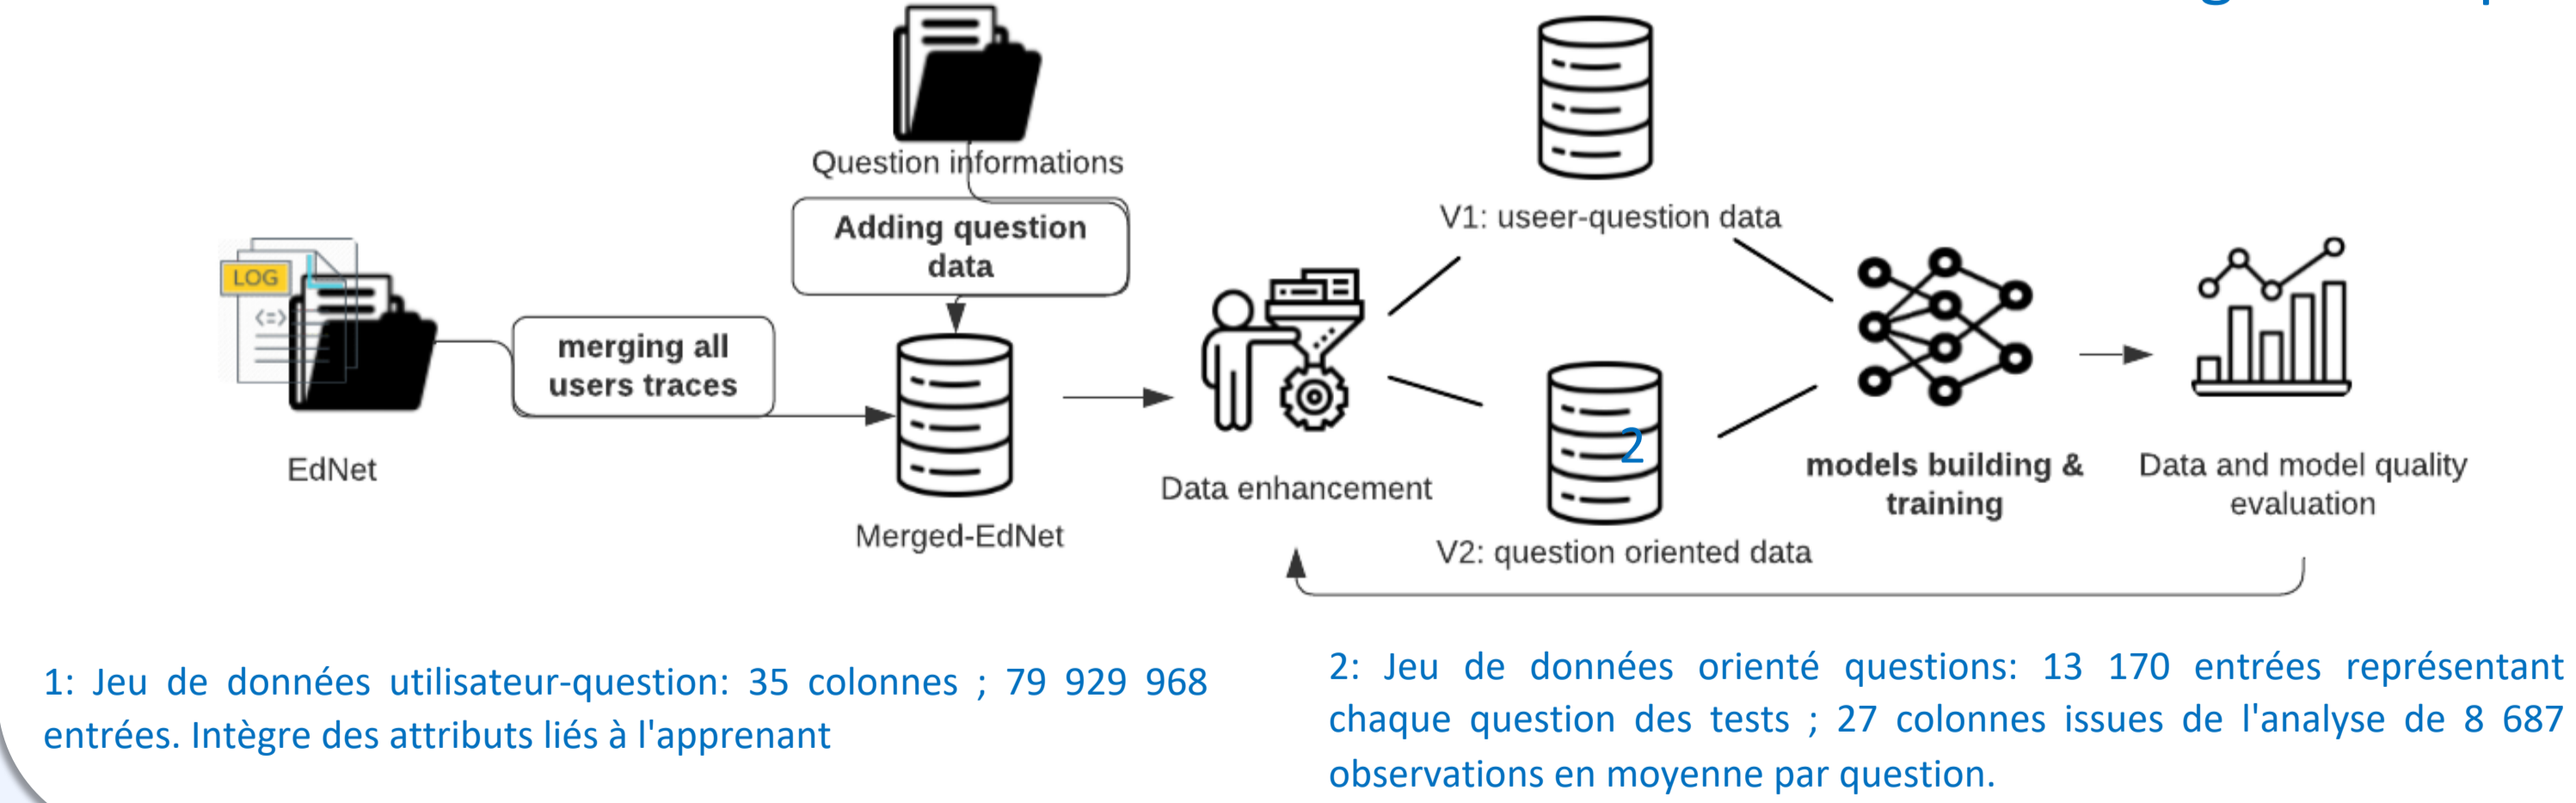 Question informations
Adding question
data
LOG
<=>
merging all
users traces
EdNet
Merged-EdNet
Data enhancement
V1: useer-question data
2
V2: question oriented data
models building &
training
Data and model quality
evaluation
1: Jeu de données utilisateur-question: 35 colonnes ; 79 929 968
entrées. Intègre des attributs liés à l'apprenant
2: Jeu de données orienté questions: 13 170 entrées représentant
chaque question des tests ; 27 colonnes issues de l'analyse de 8 687
observations en moyenne par question.